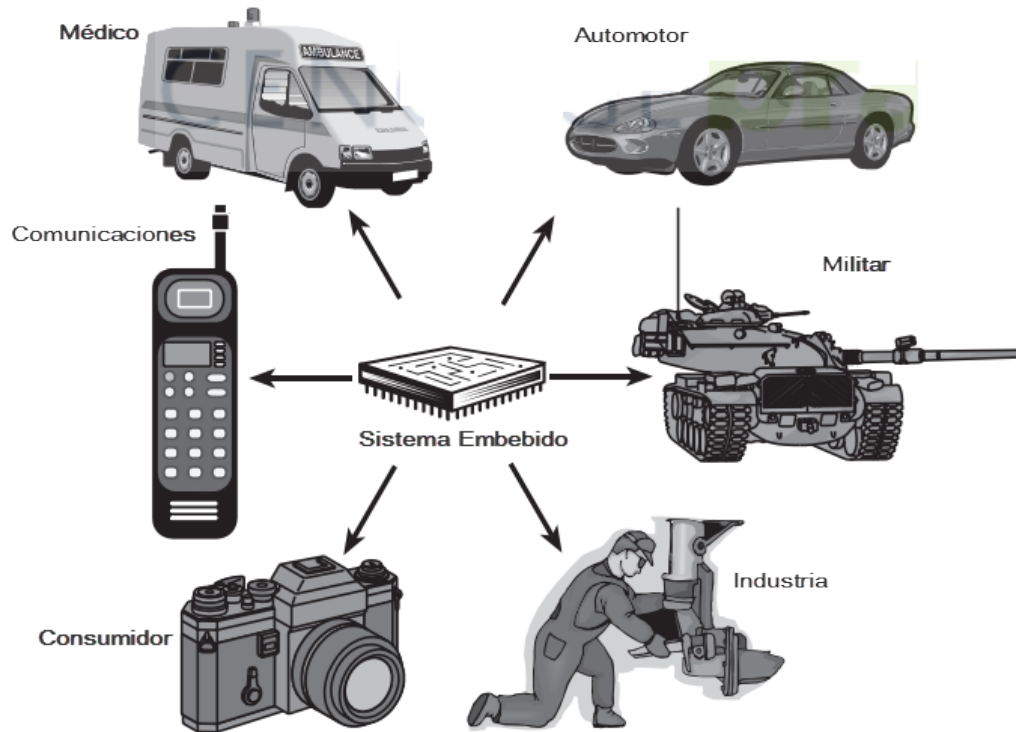 Médico
Automotor
AMBULANCE
Comunicaciones
Militar
Sistema Embebido
Industria
Consumidor